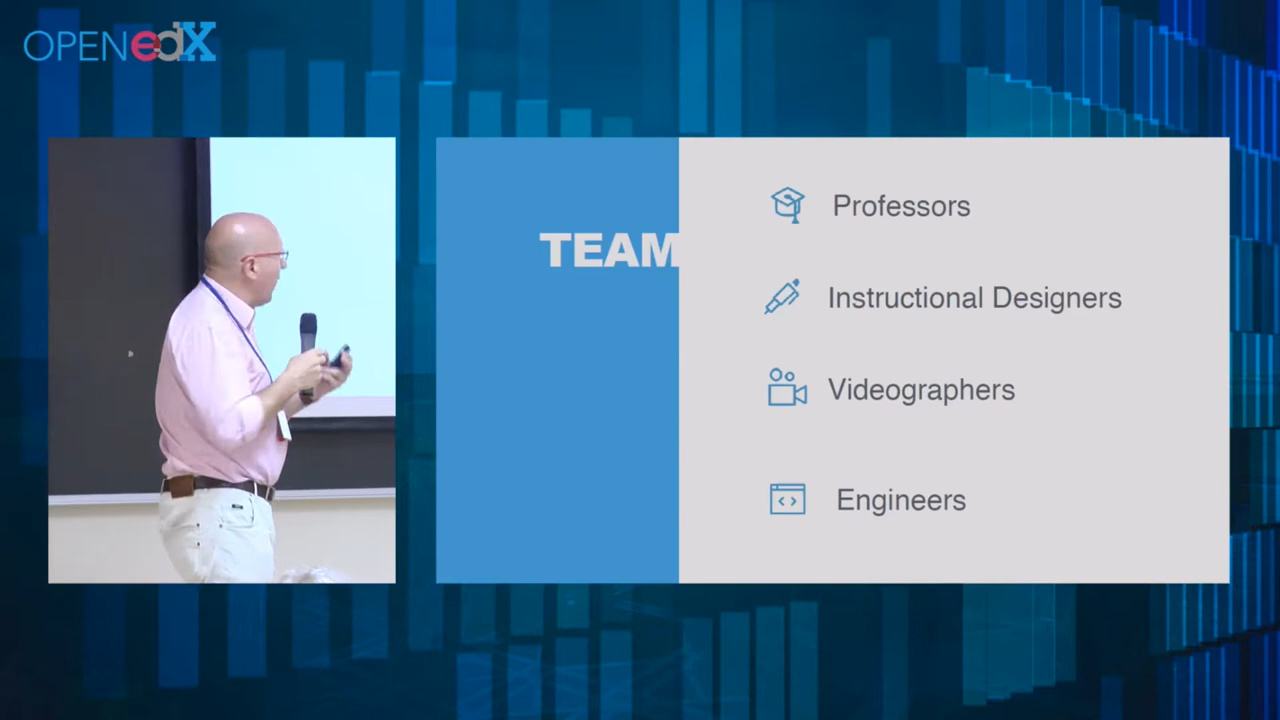 OPENedX
TEAM
Professors
Instructional Designers
Videographers
Engineers